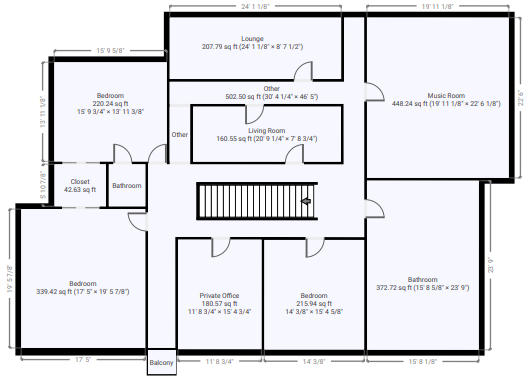 24' 1 1/8"
19' 11 1/8"
15' 9 5/8"
Lounge
207.79 sq ft (24' 1 1/8" × 8' 7 1/2")
Other
502.50 sq ft (30' 4 1/4" × 46' 5")
Music Room
448.24 sq ft (19' 11 1/8" × 22' 6 1/8")
22' 6"
13' 11 1/8"
Bedroom
220.24 sq ft
15' 9 3/4" × 13' 11 3/8"
Other
Living Room
160.55 sq ft (20' 9 1/4" × 7' 8 3/4")
Closet
42.63 sq ft
Bathroom
Bedroom
339.42 sq ft (17' 5" × 19' 5 7/8")
19' 5 7/8"
Private Office
180.57 sq ft
11' 8 3/4" × 15' 4 3/4"
Bedroom
215.94 sq ft
14' 3/8" × 15' 4 5/8"
Bathroom
372.72 sq ft (15' 8 5/8" × 23' 9")
23' 9"
17' 5"
Balcony
11' 8 3/4"
14' 3/8"
15' 8 1/8"